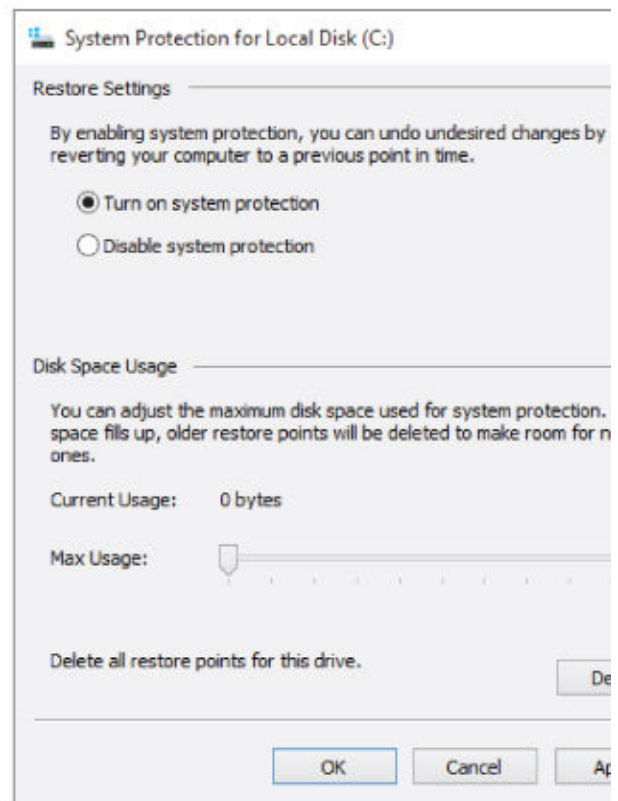 System Protection for Local Disk (C:)
Restore Settings
By enabling system protection, you can undo undesired changes by
reverting your computer to a previous point in time.
Turn on system protection
Disable system protection
Disk Space Usage
You can adjust the maximum disk space used for system protection.
space fills up, older restore points will be deleted to make room for n
ones.
Current Usage: 0 bytes
Max Usage:
Delete all restore points for this drive.
De
OK Cancel Ap